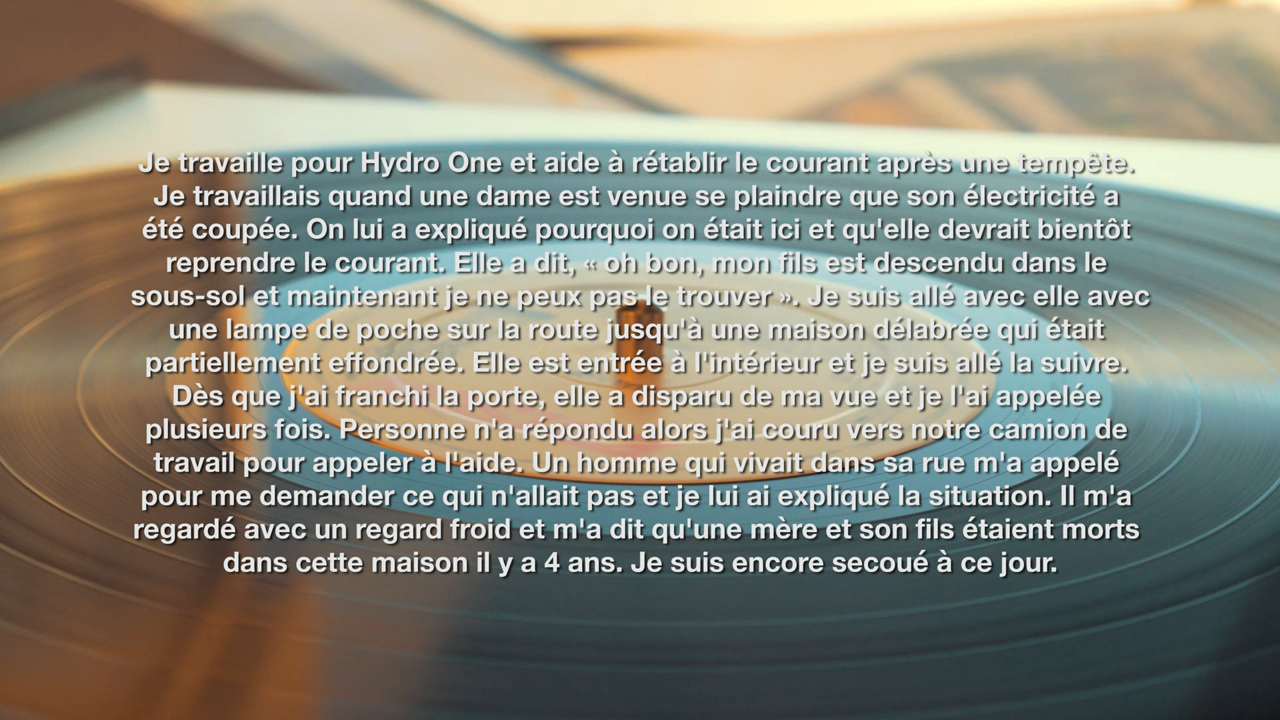 Je travaille pour Hydro One et aide à rétablir le courant après une tempête.
Je travaillais quand une dame est venue se plaindre que son électricité a
été coupée. On lui a expliqué pourquoi on était ici et qu'elle devrait bientôt
reprendre le courant. Elle a dit, « oh bon, mon fils est descendu dans le
sous-sol et maintenant je ne peux pas le trouver ». Je suis allé avec elle avec
une lampe de poche sur la route jusqu'à une maison délabrée qui était
partiellement effondrée. Elle est entrée à l'intérieur et je suis allé la suivre.
Dès que j'ai franchi la porte, elle a disparu de ma vue et je l'ai appelée
plusieurs fois. Personne n'a répondu alors j'ai couru vers notre camion de
travail pour appeler à l'aide. Un homme qui vivait dans sa rue m'a appelé
pour me demander ce qui n'allait pas et je lui ai expliqué la situation. Il m'a
regardé avec un regard froid et m'a dit qu'une mère et son fils étaient morts
dans cette maison il y a 4 ans. Je suis encore secoué à ce jour.